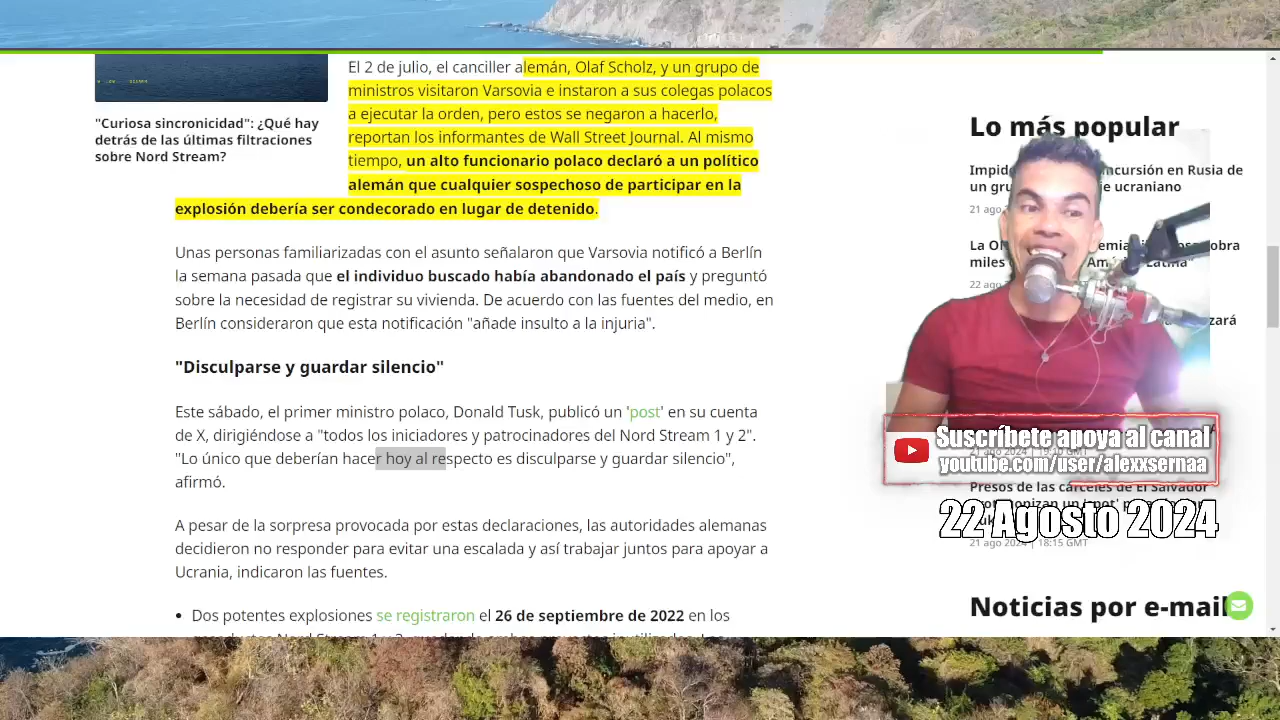 El 2 de julio, el canciller alemán, Olaf Scholz, y un grupo de
ministros visitaron Varsovia e instaron a sus colegas polacos
a ejecutar la orden, pero estos se negaron a hacerlo,
reportan los informantes de Wall Street Journal. Al mismo
tiempo, un alto funcionario polaco declaró a un político
alemán que cualquier sospechoso de participar en la
explosión debería ser condecorado en lugar de detenido.
"Curiosa sincronicidad": ¿Qué hay
detrás de las últimas filtraciones
sobre Nord Stream?
Unas personas familiarizadas con el asunto señalaron que Varsovia notificó a Berlín
la semana pasada que el individuo buscado había abandonado el país y preguntó
sobre la necesidad de registrar su vivienda. De acuerdo con las fuentes del medio, en
Berlín consideraron que esta notificación "añade insulto a la injuria".
"Disculparse y guardar silencio"
Este sábado, el primer ministro polaco, Donald Tusk, publicó un 'post' en su cuenta
de X, dirigiéndose a "todos los iniciadores y patrocinadores del Nord Stream 1 y 2".
"Lo único que deberían hacer hoy al respecto es disculparse y guardar silencio",
afirmó.
A pesar de la sorpresa provocada por estas declaraciones, las autoridades alemanas
decidieron no responder para evitar una escalada y así trabajar juntos para apoyar a
Ucrania, indicaron las fuentes.
• Dos potentes explosiones se registraron el 26 de septiembre de 2022 en los
Lo más popular
incursión en Rusia de
un ucraniano
21 ago
La
miles
22 ago
Suscríbete apoya al canal
youtube.com/user/alexxsernaa
Presos de las cárceles de El Salvador
22 Agosto 2024
21 ago 2024 | 18:15 GMT
Noticias por e-mail